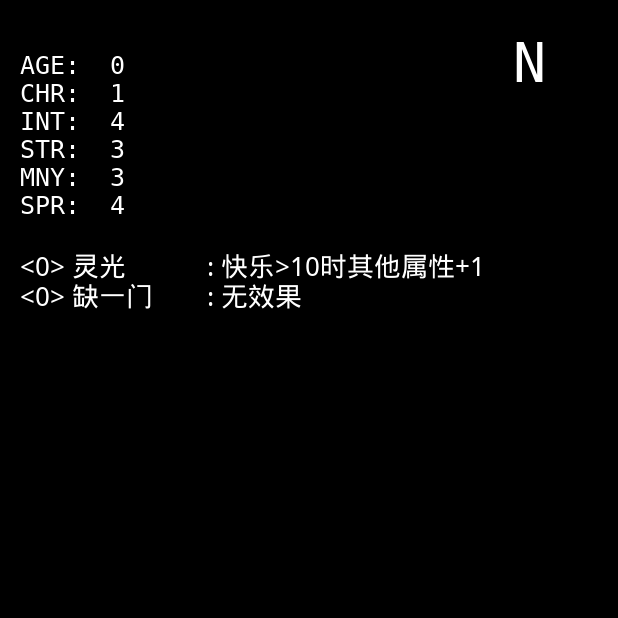 N
AGE: 0
CHR: 1
INT: 4
STR: 3
MNY: 3
SPR: 4
<0> 灵光 : 快乐>10时其他属性+1
<0> 缺一门 : 无效果